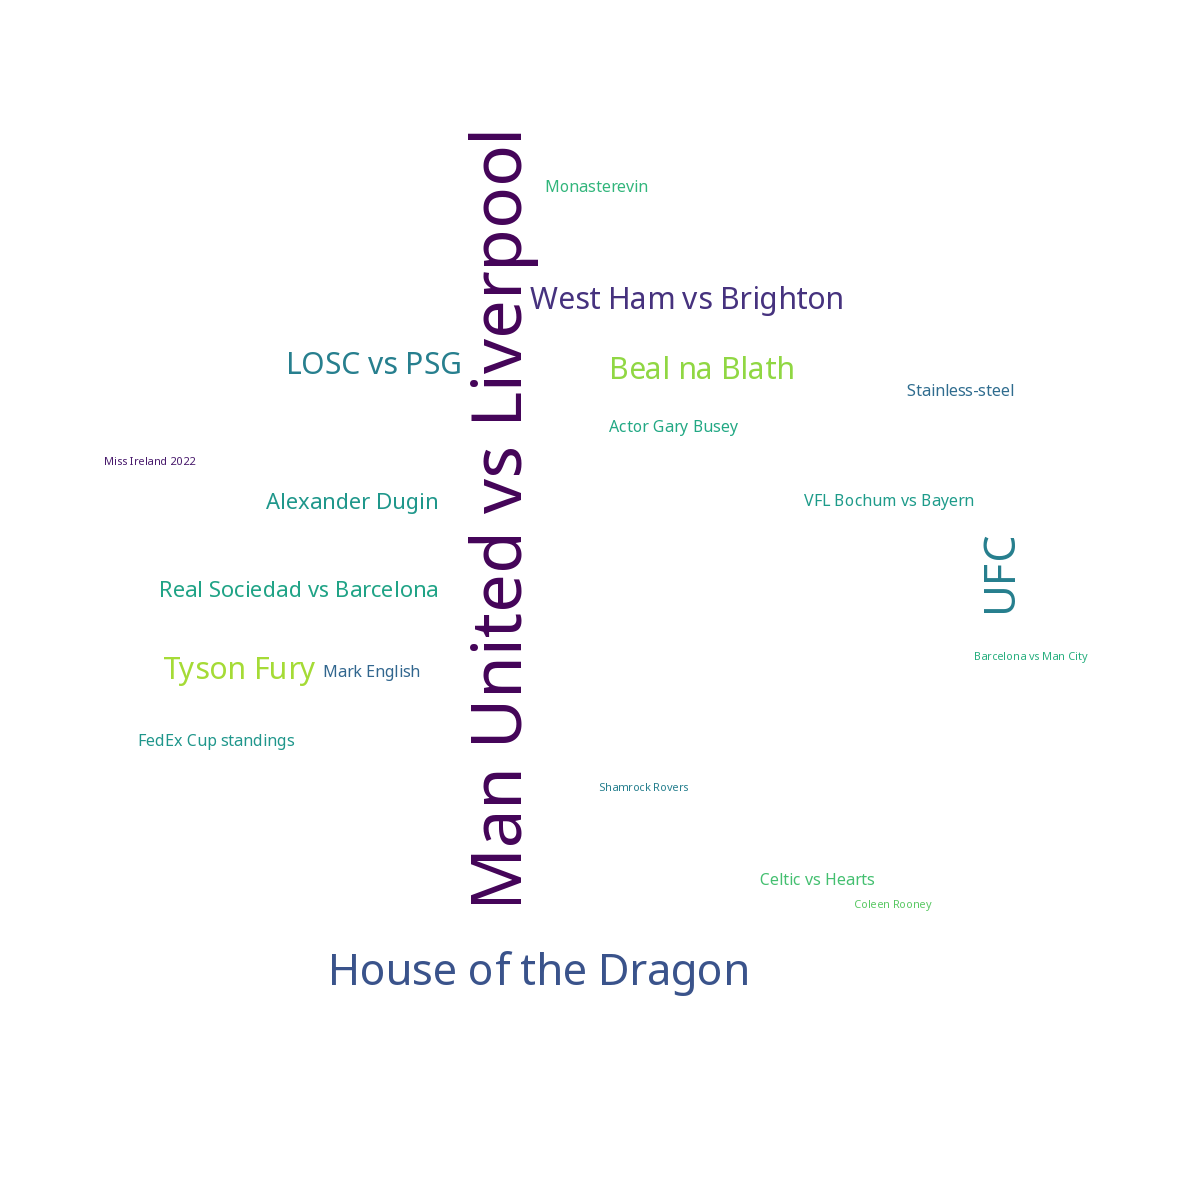 Man United vs Liverpool
Monasterevin
West Ham vs Brighton
LOSC vs PSG
Beal na Blath
Stainless-steel
Actor Gary Busey
Miss Ireland 2022
Alexander Dugin
VFL Bochum vs Bayern
UFC
Real Sociedad vs Barcelona
Barcelona vs Man City
Tyson Fury
Mark English
FedEx Cup standings
Shamrock Rovers
Celtic vs Hearts
Coleen Rooney
House of the Dragon